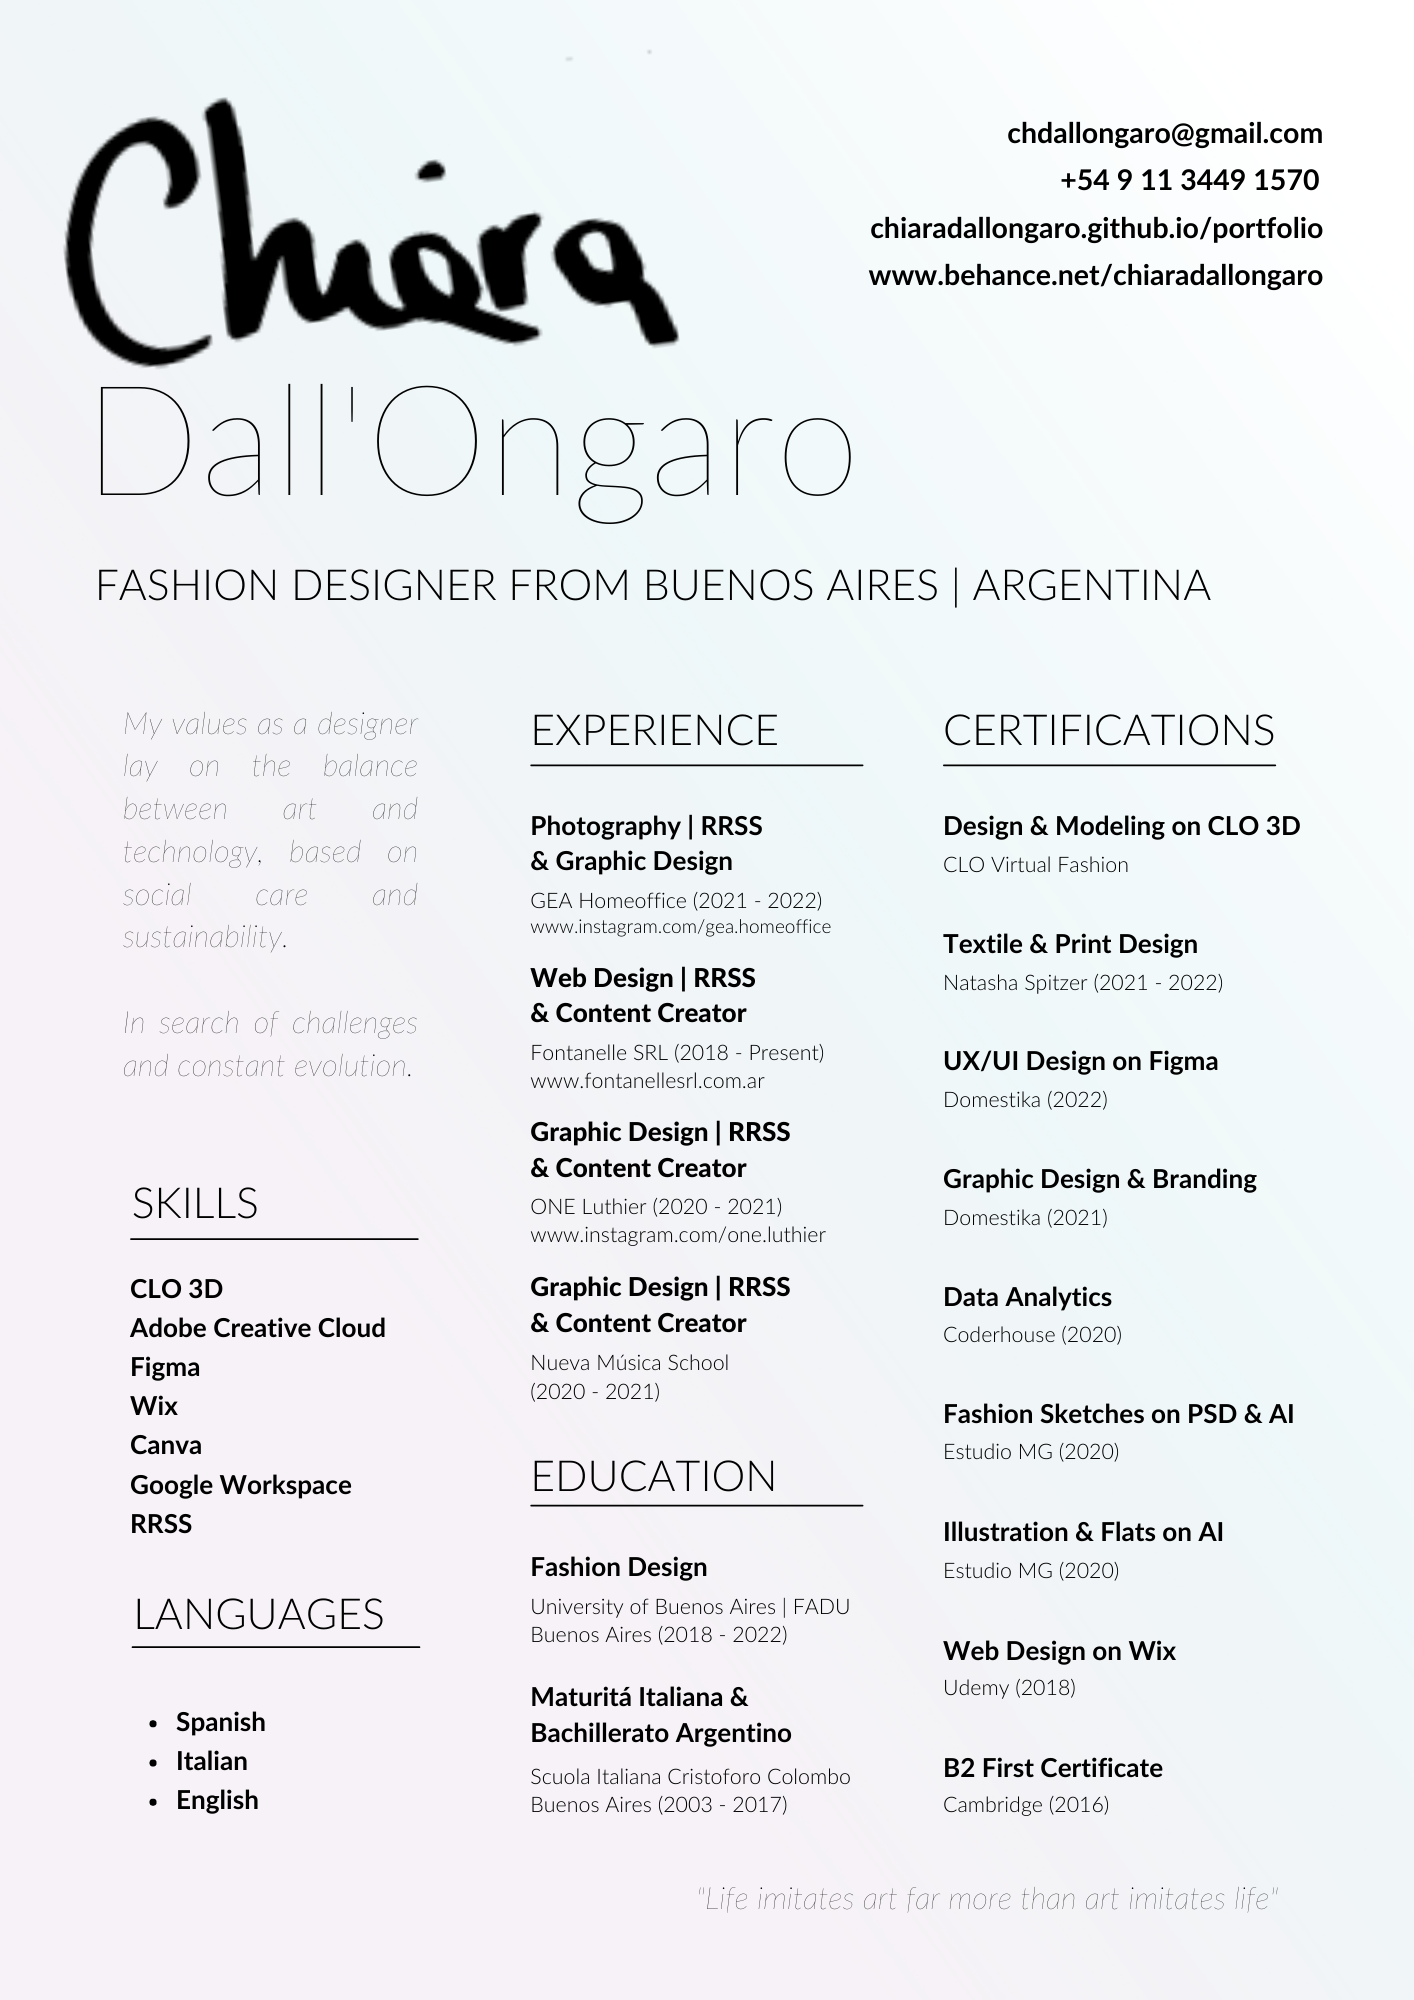 Chiara
Dall'Ongaro
chdallongaro@gmail.com
+54 9 11 3449 1570
chiaradallongaro.github.io/portfolio
www.behance.net/chiaradallongaro
FASHION DESIGNER FROM BUENOS AIRES | ARGENTINA
My values as a designer
lay on the balance
between art and
technology, based on
social care and
sustainability.
In search of challenges
and constant evolution.
SKILLS
CLO 3D
Adobe Creative Cloud
Figma
Wix
Canva
Google Workspace
RRSS
LANGUAGES
• Spanish
• Italian
• English
EXPERIENCE
Photography | RRSS
& Graphic Design
GEA Homeoffice (2021 - 2022)
www.instagram.com/gea.homeoffice
Web Design | RRSS
& Content Creator
Fontanelle SRL (2018 - Present)
www.fontanellesrl.com.ar
Graphic Design | RRSS
& Content Creator
ONE Luthier (2020 - 2021)
www.instagram.com/one.luthier
Graphic Design | RRSS
& Content Creator
Nueva Música School
(2020 - 2021)
EDUCATION
Fashion Design
University of Buenos Aires | FADU
Buenos Aires (2018 - 2022)
Maturitá Italiana &
Bachillerato Argentino
Scuola Italiana Cristoforo Colombo
Buenos Aires (2003 - 2017)
CERTIFICATIONS
Design & Modeling on CLO 3D
CLO Virtual Fashion
Textile & Print Design
Natasha Spitzer (2021 - 2022)
UX/UI Design on Figma
Domestika (2022)
Graphic Design & Branding
Domestika (2021)
Data Analytics
Coderhouse (2020)
Fashion Sketches on PSD & AI
Estudio MG (2020)
Illustration & Flats on AI
Estudio MG (2020)
Web Design on Wix
Udemy (2018)
B2 First Certificate
Cambridge (2016)
"Life imitates art far more than art imitates life"